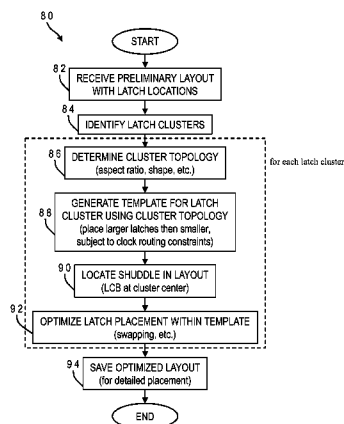 80
START
82
RECEIVE PRELIMINARY LAYOUT
WITH LATCH LOCATIONS
84
IDENTIFY LATCH CLUSTERS
for each latch cluster
86
DETERMINE CLUSTER TOPOLOGY
(aspect ratio, shape, etc.)
88
GENERATE TEMPLATE FOR LATCH
CLUSTER USING CLUSTER TOPOLOGY
(place larger latches then smaller,
subject to clock routing constraints)
90
LOCATE SHUDDLE IN LAYOUT
(LCB at cluster center)
92
OPTIMIZE LATCH PLACEMENT WITHIN TEMPLATE
(swapping, etc.)
94
SAVE OPTIMIZED LAYOUT
(for detailed placement)
END